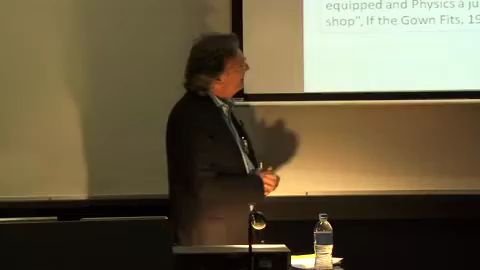 equipped and Physics a ju
shop", If the Gown Fits, 19